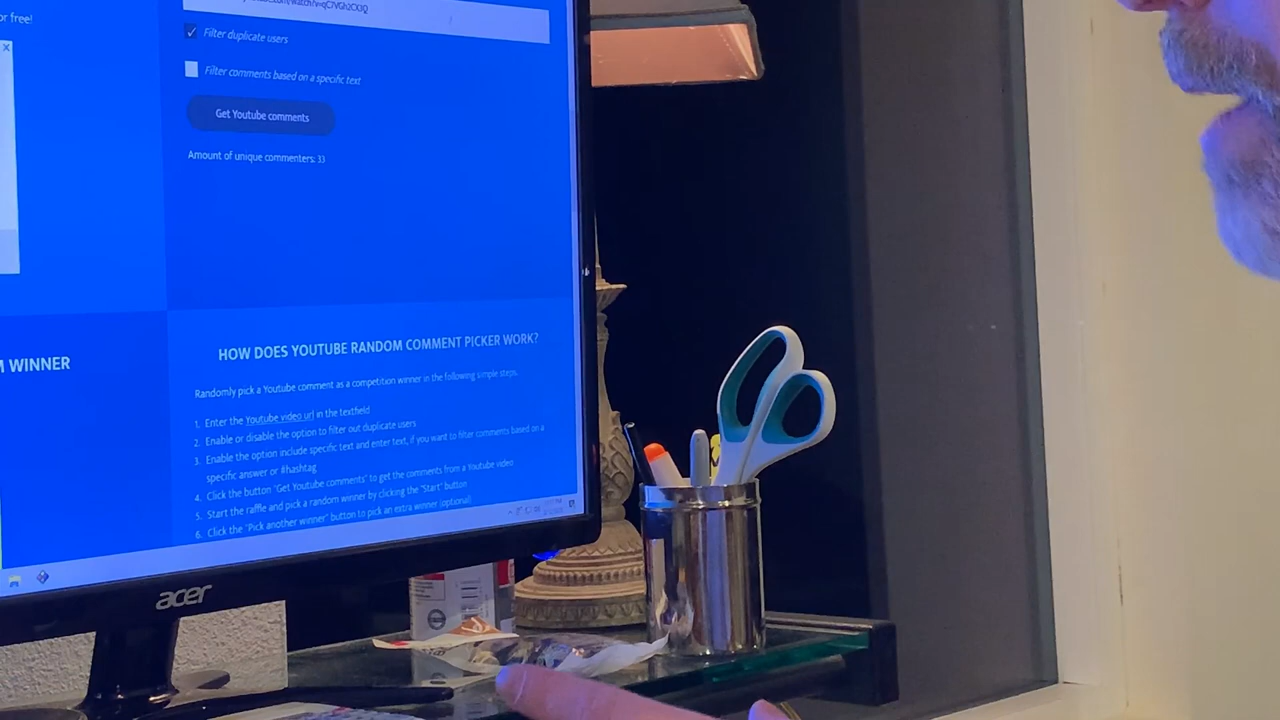 or free!
Filter duplicate users
Filter comments based on a specific text
Get Youtube comments
Amount of unique commenters: 33
WINNER
HOW DOES YOUTUBE RANDOM COMMENT PICKER WORK?
Randomly pick a Youtube comment as a competition winner in the following simple steps.
1. Enter the Youtube video url in the textfield
2. Enable or disable the option to filter out duplicate users
3. Enable the option include specific text and enter text, if you want to filter comments based on a
specific answer or #hashtag
4. Click the button "Get Youtube comments" to get the comments from a Youtube video
5. Start the raffle and pick a random winner by clicking the "Start" button
6. Click the "Pick another winner" button to pick an extra winner (optional)
acer